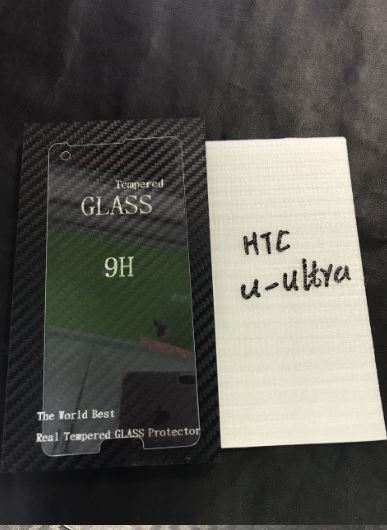 Tempered
GLASS
9H
The World Best
Real Tempered GLASS Protector
HTC
u-ultra